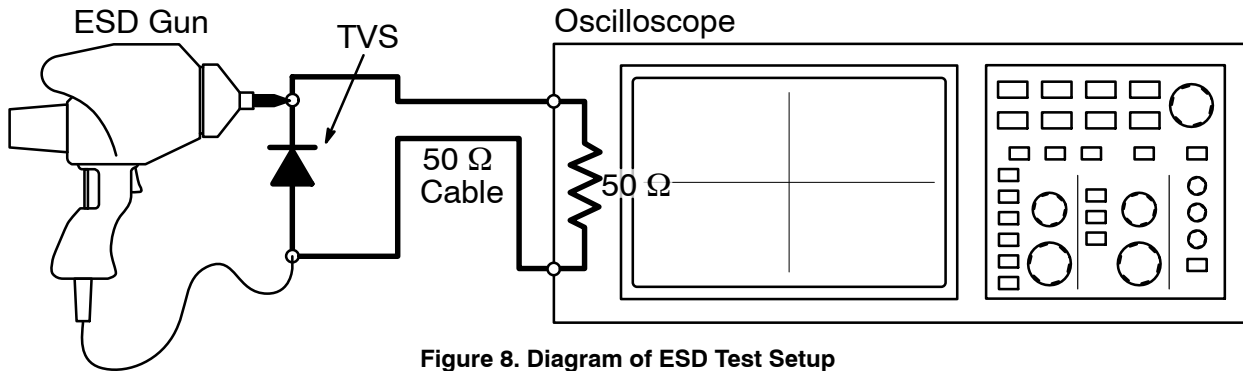 ESD Gun
TVS
Oscilloscope
50 Ω
Cable
50 Ω
Figure 8. Diagram of ESD Test Setup